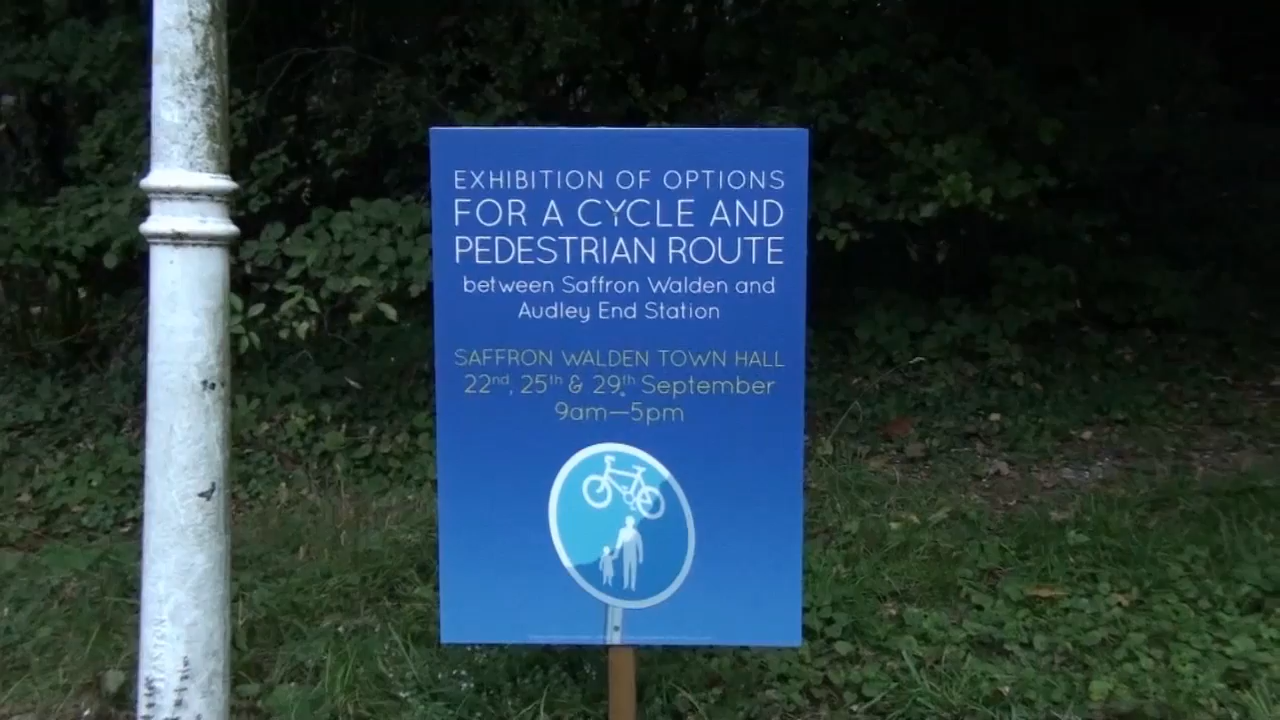 EXHIBITION OF OPTIONS
FOR A CYCLE AND
PEDESTRIAN ROUTE
between Saffron Walden and
Audley End Station
SAFFRON WALDEN TOWN HALL
22nd, 25th & 29th September
9am—5pm